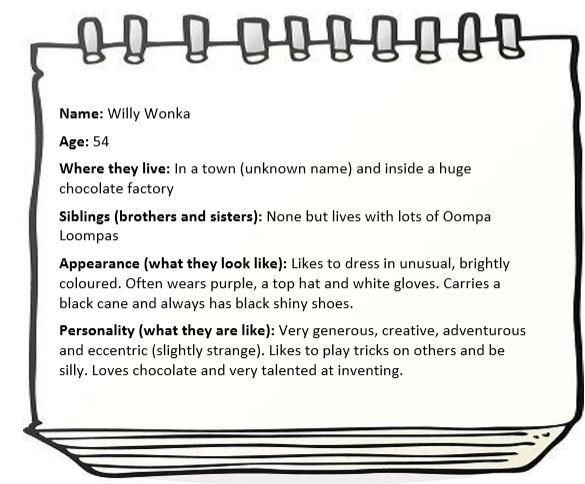 Name: Willy Wonka
Age: 54
Where they live: In a town (unknown name) and inside a huge
chocolate factory
Siblings (brothers and sisters): None but lives with lots of Oompa
Loompas
Appearance (what they look like): Likes to dress in unusual, brightly
coloured. Often wears purple, a top hat and white gloves. Carries a
black cane and always has black shiny shoes.
Personality (what they are like): Very generous, creative, adventurous
and eccentric (slightly strange). Likes to play tricks on others and be
silly. Loves chocolate and very talented at inventing.